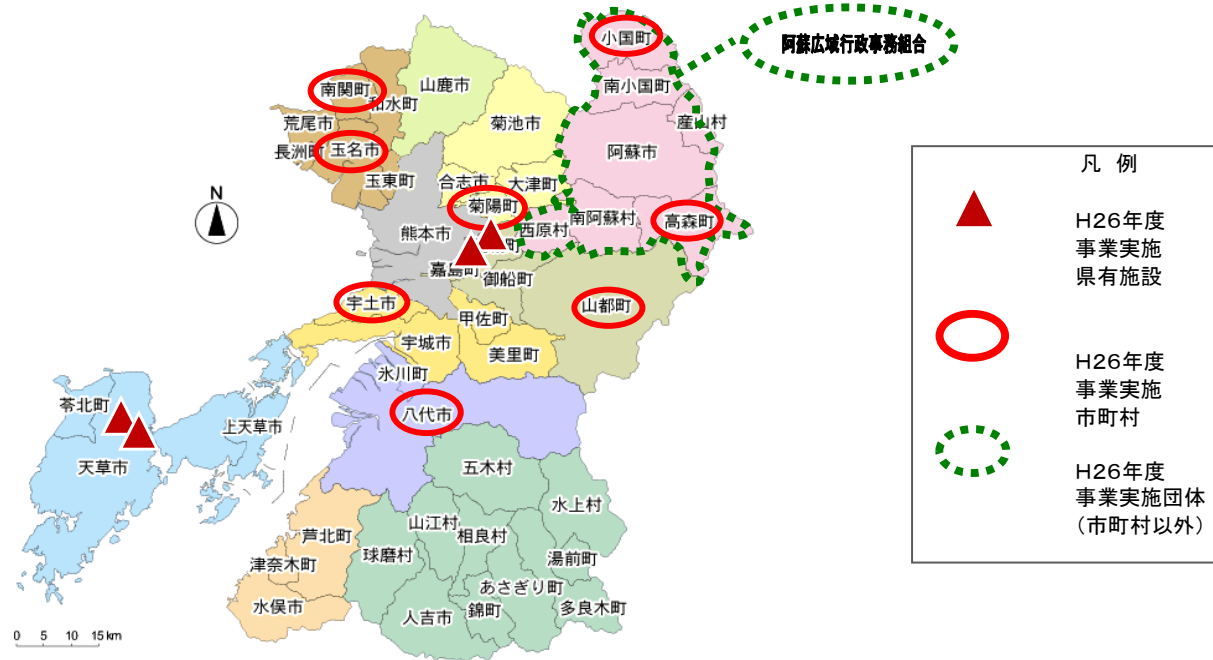 小国町
阿蘇広域行政事務組合
南関町
和水町
山鹿市
南小国町
産山村
荒尾市
菊池市
長洲町
玉名市
阿蘇市
玉東町
合志市
大津町
N
菊陽町
南阿蘇村
高森町
熊本市
西原村
町
嘉島町
御船町
宇土市
山都町
甲佐町
宇城市
美里町
氷川町
八代市
苓北町
上天草市
天草市
五木村
水上村
芦北町
山江村
相良村
球磨村
湯前町
津奈木町
あさぎり町
水俣市
人吉市
錦町
多良木町
0 5 10 15 km
凡 例
H26年度
事業実施
県有施設
H26年度
事業実施
市町村
H26年度
事業実施団体
(市町村以外)